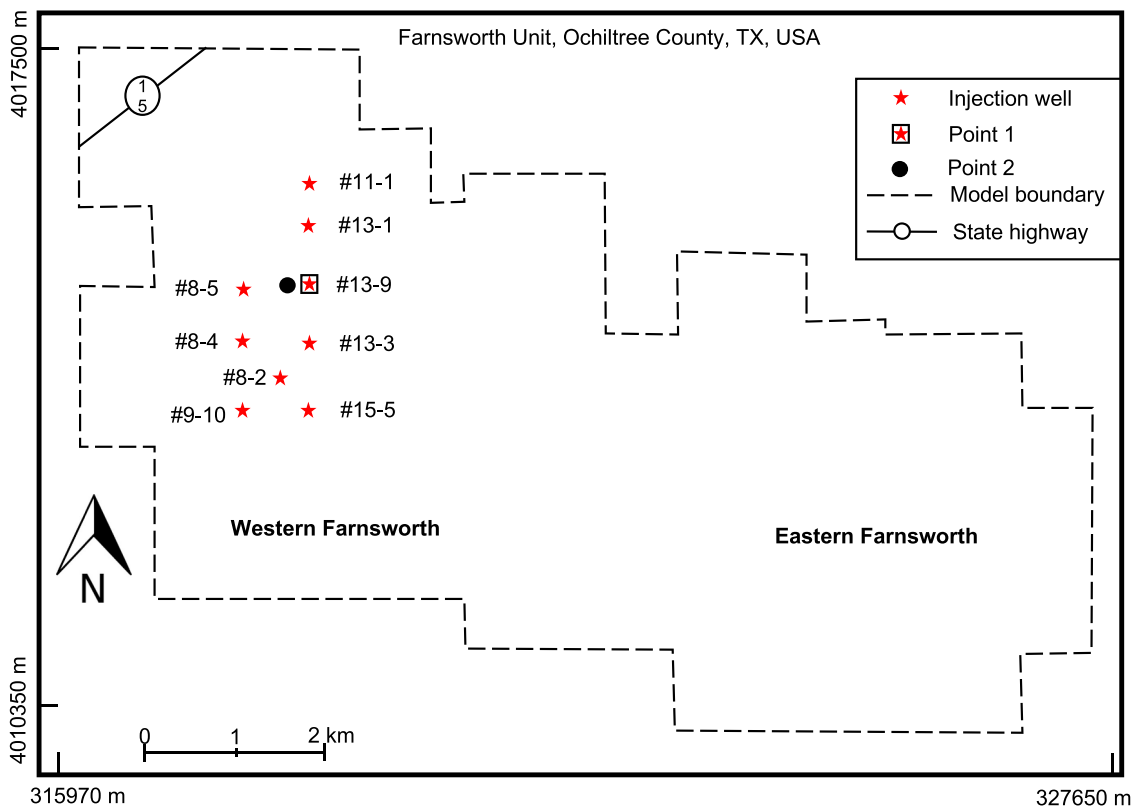 Farnsworth Unit, Ochiltree County, TX, USA
4017500 m
1
5
Injection well
Point 1
Point 2
Model boundary
State highway
#11-1
#13-1
#8-5
#13-9
#8-4
#13-3
#8-2
#9-10
#15-5
Western Farnsworth
Eastern Farnsworth
N
4010350 m
0 1 2 km
315970 m
327650 m